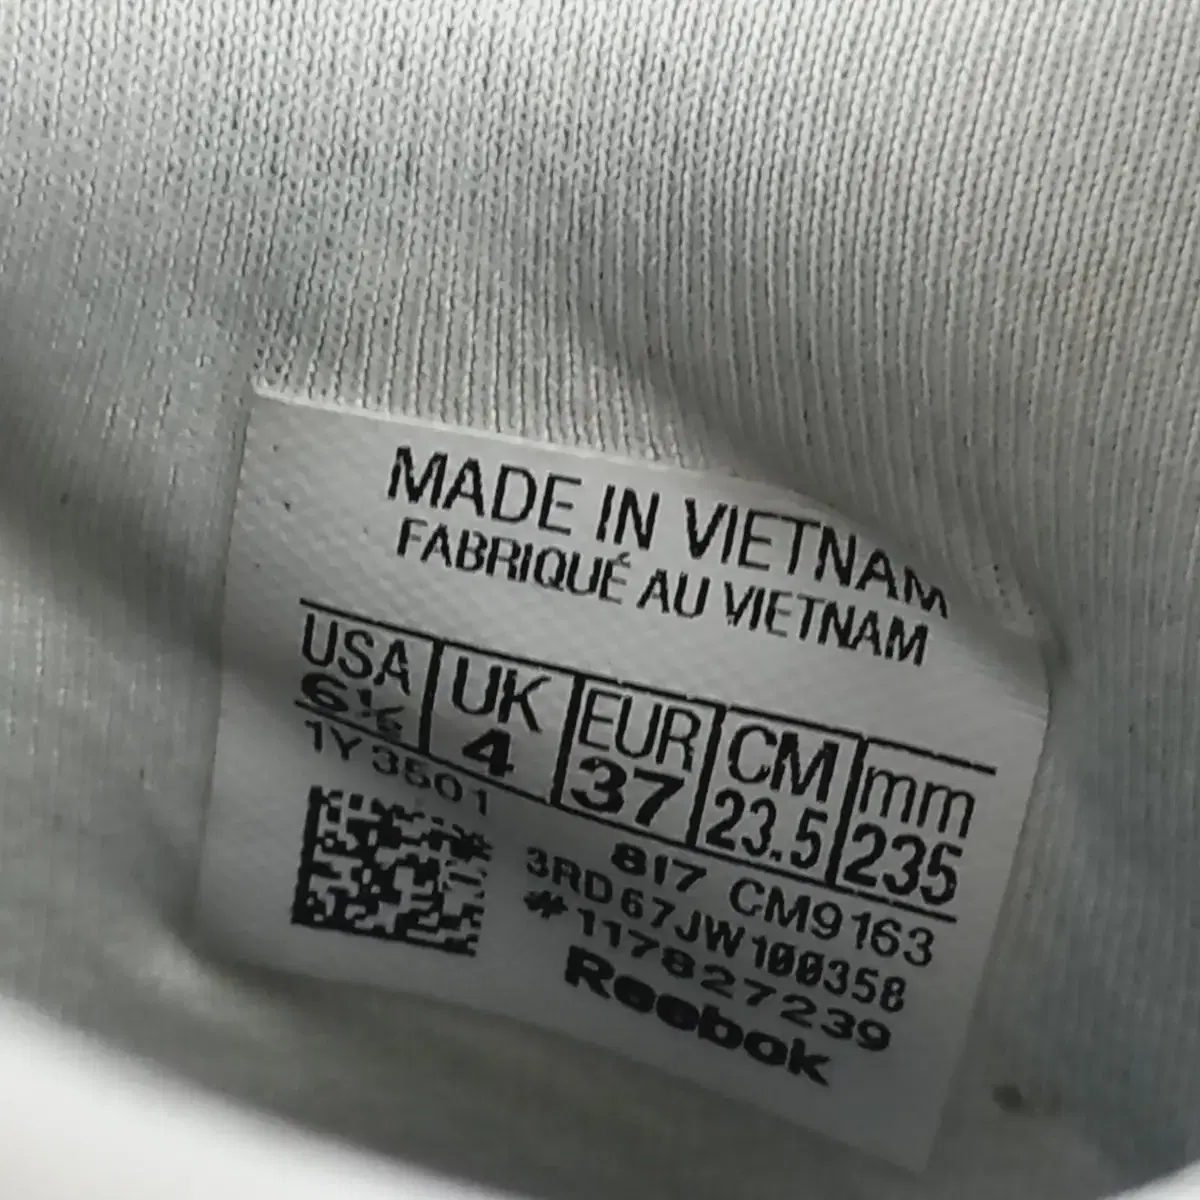 MADE IN VIETNAM
FABRIQUÉ AU VIETNAM
USA UK EUR CM mm
6½ 4 37 23.5 235
1Y3501
817 CM9163
3RD67JW100358
#117827239
Reebok